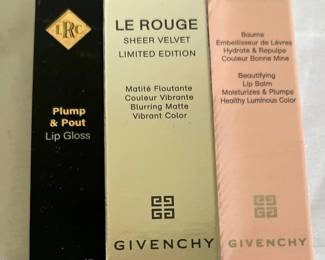 LRC
Plump
& Pout
Lip Gloss
LE ROUGE
SHEER VELVET
LIMITED EDITION
Matité Floutante
Couleur Vibrante
Blurring Matte
Vibrant Color
GIVENCHY
Baume
Embellisseur de Lèvres
Hydrate & Repulpe
Couleur Bonne Mine
Beautifying
Lip Balm
Moisturizes & Plumps
Healthy Luminous Color
GIVENCHY